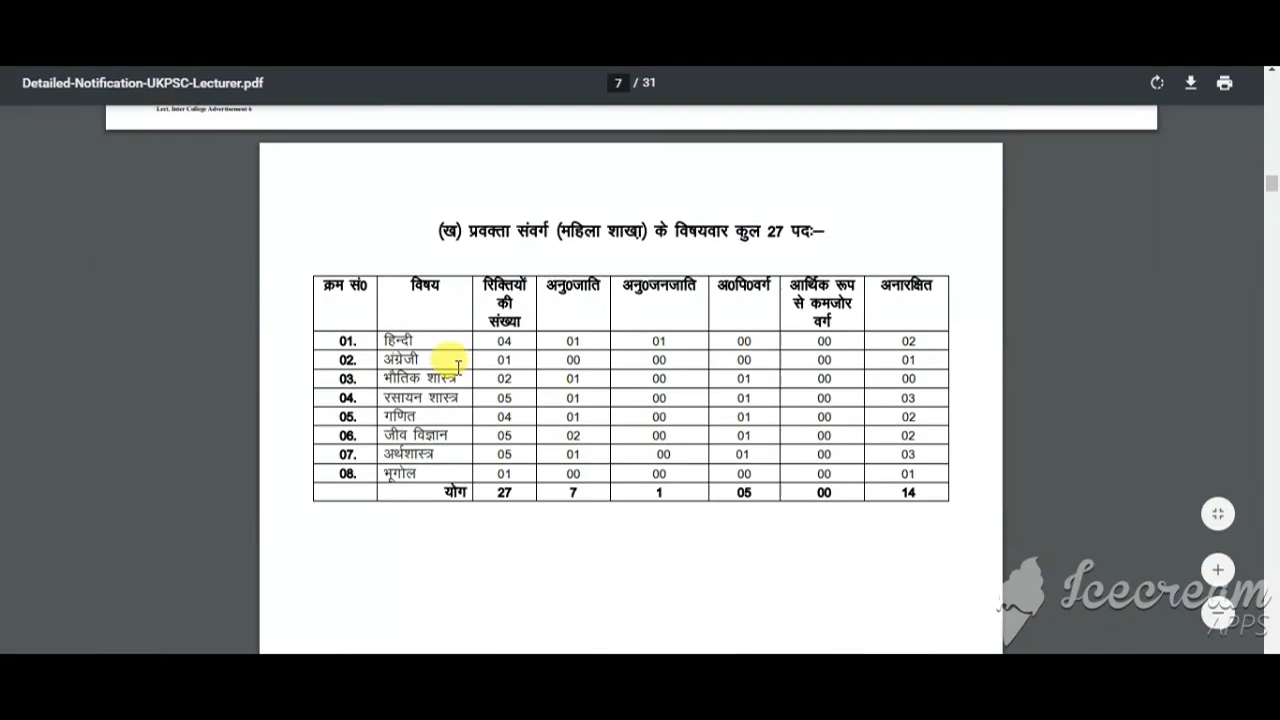 Detailed-Notification-UKPSC-Lecturer.pdf 7 / 31
Lect. Inter College Advertisement 6
(ख) प्रवक्ता संवर्ग (महिला शाखा) के विषयवार कुल 27 पदः–
क्रम सं0 विषय रिक्तियों की संख्या अनु0जाति अनु0जनजाति अ0पि0वर्ग आर्थिक रूप से कमजोर वर्ग अनारक्षित
01. हिन्दी 04 01 01 00 00 02
02. अंग्रेजी 01 00 00 00 00 01
03. भौतिक शास्त्र 02 01 00 01 00 00
04. रसायन शास्त्र 05 01 00 01 00 03
05. गणित 04 01 00 01 00 02
06. जीव विज्ञान 05 02 00 01 00 02
07. अर्थशास्त्र 05 01 00 01 00 03
08. भूगोल 01 00 00 00 00 01
योग 27 7 1 05 00 14
Icecream
APPS